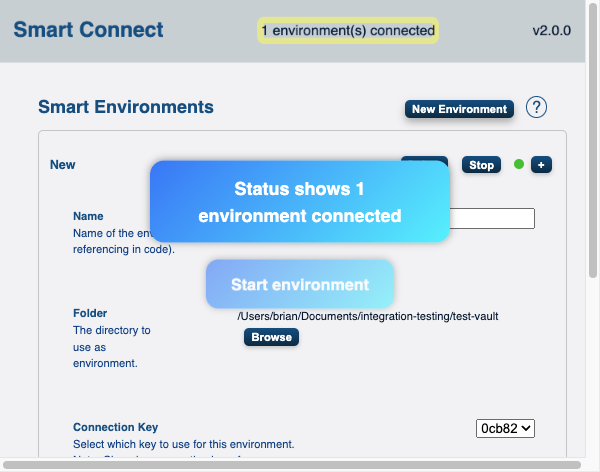 Smart Connect
1 environment(s) connected
v2.0.0
Smart Environments
New Environment
?
New
Stop
+
Status shows 1
environment connected
Name
Name of the
referencing in code).
Start environment
Folder
The directory to
use as
environment.
/Users/brian/Documents/integration-testing/test-vault
Browse
Connection Key
0cb82
Select which key to use for this environment.